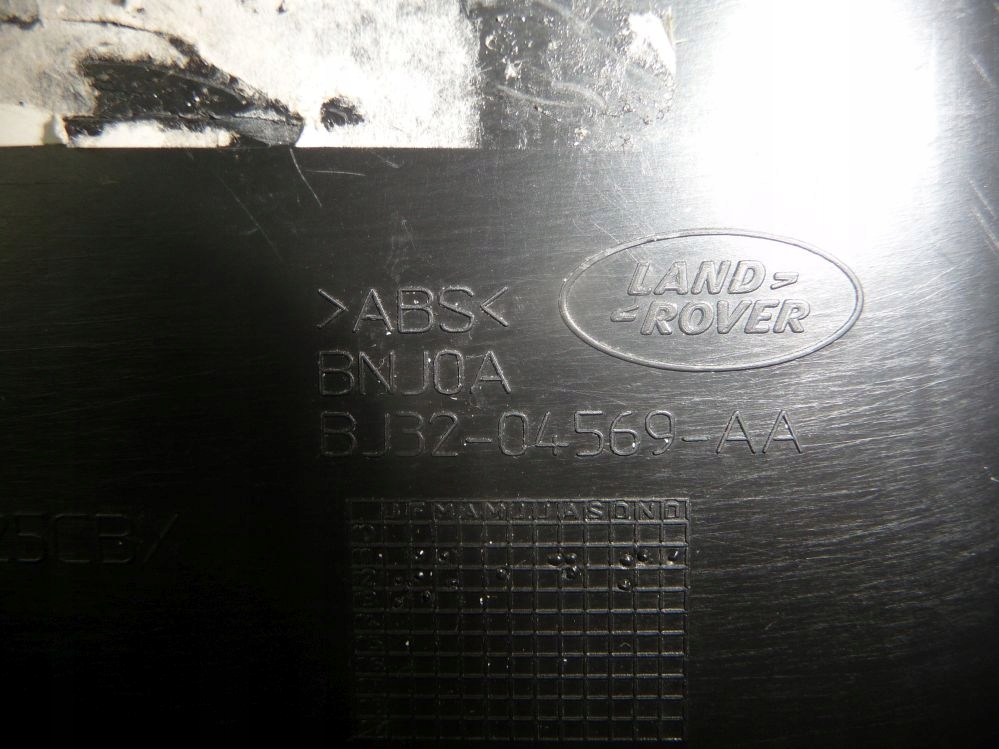 >ABS<
LAND
ROVER
BNJ0A
BJ32-04569-AA
J F M A M J J A S O N D